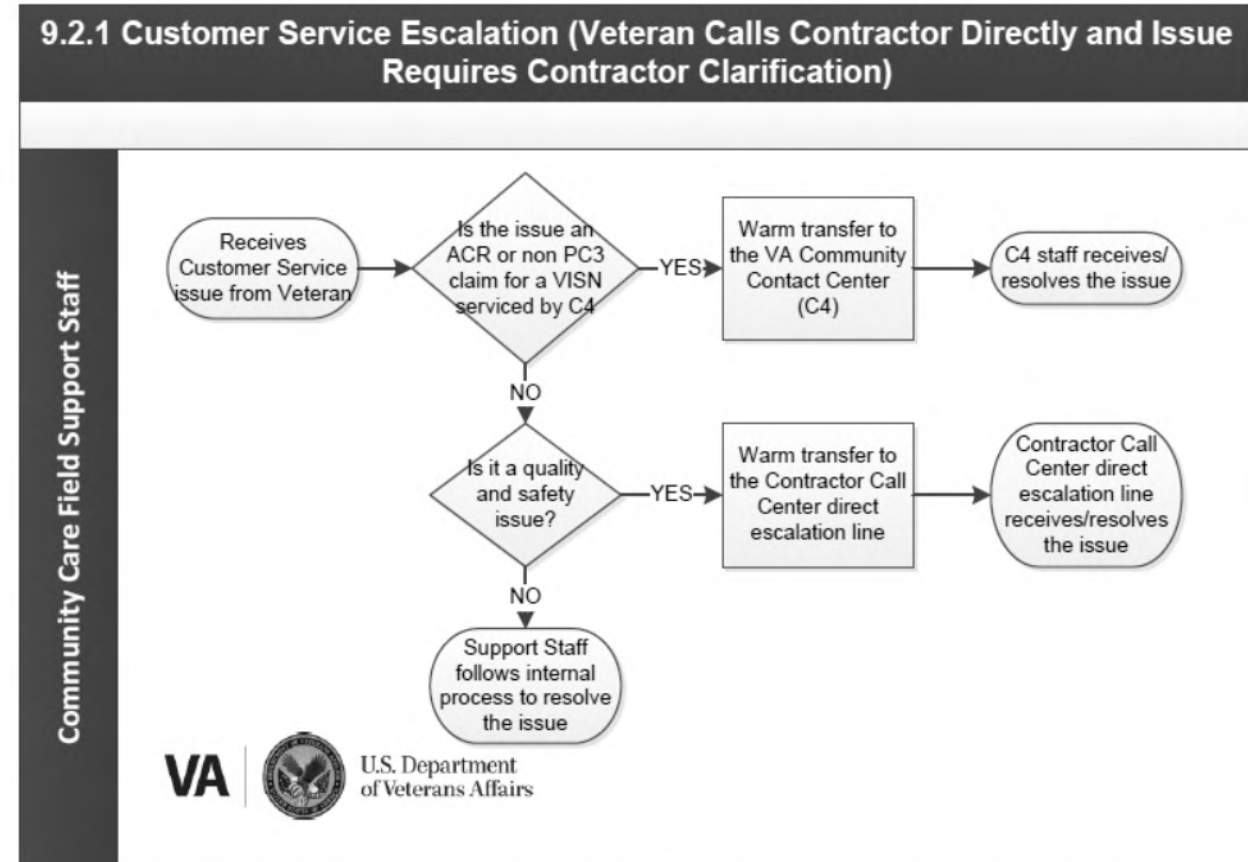 9.2.1 Customer Service Escalation (Veteran Calls Contractor Directly and Issue
Requires Contractor Clarification)
Community Care Field Support Staff
Receives
Customer Service
issue from Veteran
Is the issue an
ACR or non PC3
claim for a VISN
serviced by C4
YES
Warm transfer to
the VA Community
Contact Center
(C4)
C4 staff receives/
resolves the issue
NO
Is it a quality
and safety
issue?
YES
Warm transfer to
the Contractor Call
Center direct
escalation line
Contractor Call
Center direct
escalation line
receives/resolves
the issue
NO
Support Staff
follows internal
process to resolve
the issue
VA
U.S. Department
of Veterans Affairs